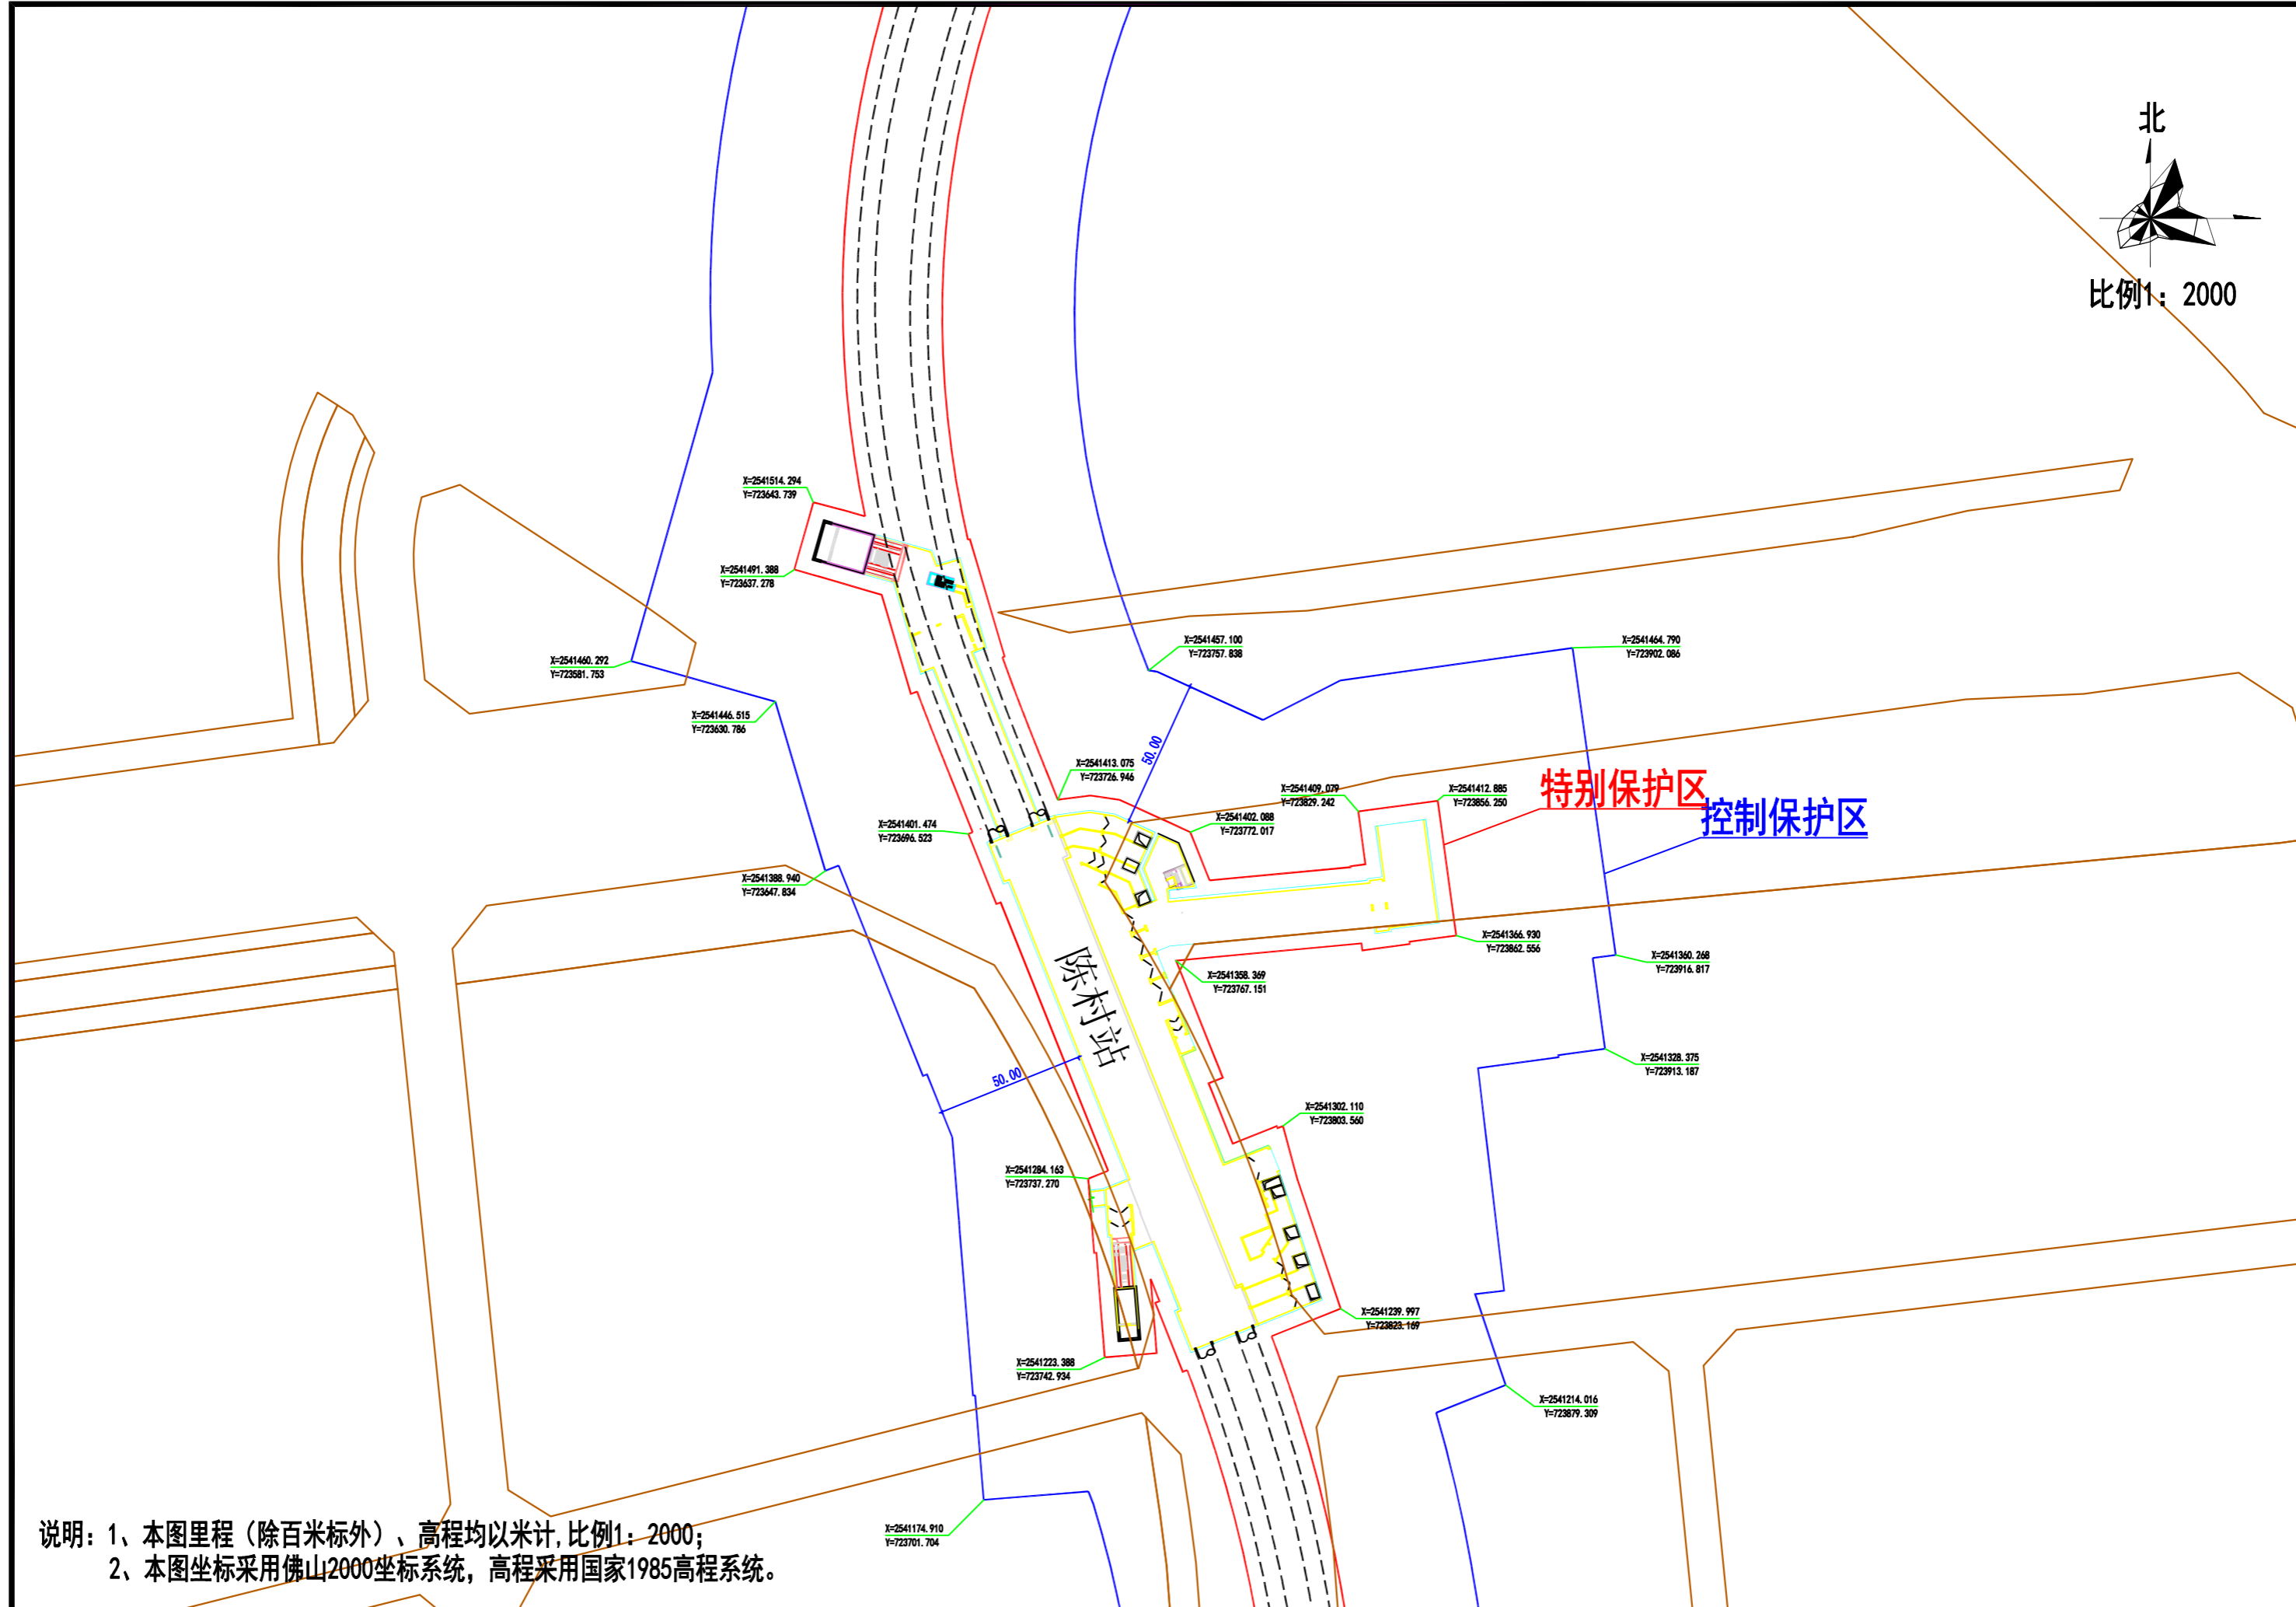 北
比例1：2000
X=2541514.294
Y=723643.739
X=2541491.388
Y=723637.278
X=2541460.292
Y=723581.753
X=2541446.515
Y=723630.786
X=2541457.100
Y=723757.838
X=2541464.790
Y=723902.086
50.00
X=2541413.075
Y=723726.946
X=2541409.079
Y=723829.242
X=2541412.885
Y=723856.250
特别保护区
控制保护区
X=2541401.474
Y=723696.523
X=2541402.088
Y=723772.017
X=2541388.940
Y=723647.834
X=2541366.930
Y=723862.556
X=2541360.268
Y=723916.817
X=2541358.369
Y=723767.151
陈村站
50.00
X=2541328.375
Y=723913.187
X=2541302.110
Y=723803.560
X=2541284.163
Y=723737.270
X=2541239.997
Y=723823.169
X=2541223.388
Y=723742.934
X=2541214.016
Y=723879.309
X=2541174.910
Y=723701.704
说明：1、本图里程（除百米标外）、高程均以米计,比例1：2000；
2、本图坐标采用佛山2000坐标系统，高程采用国家1985高程系统。